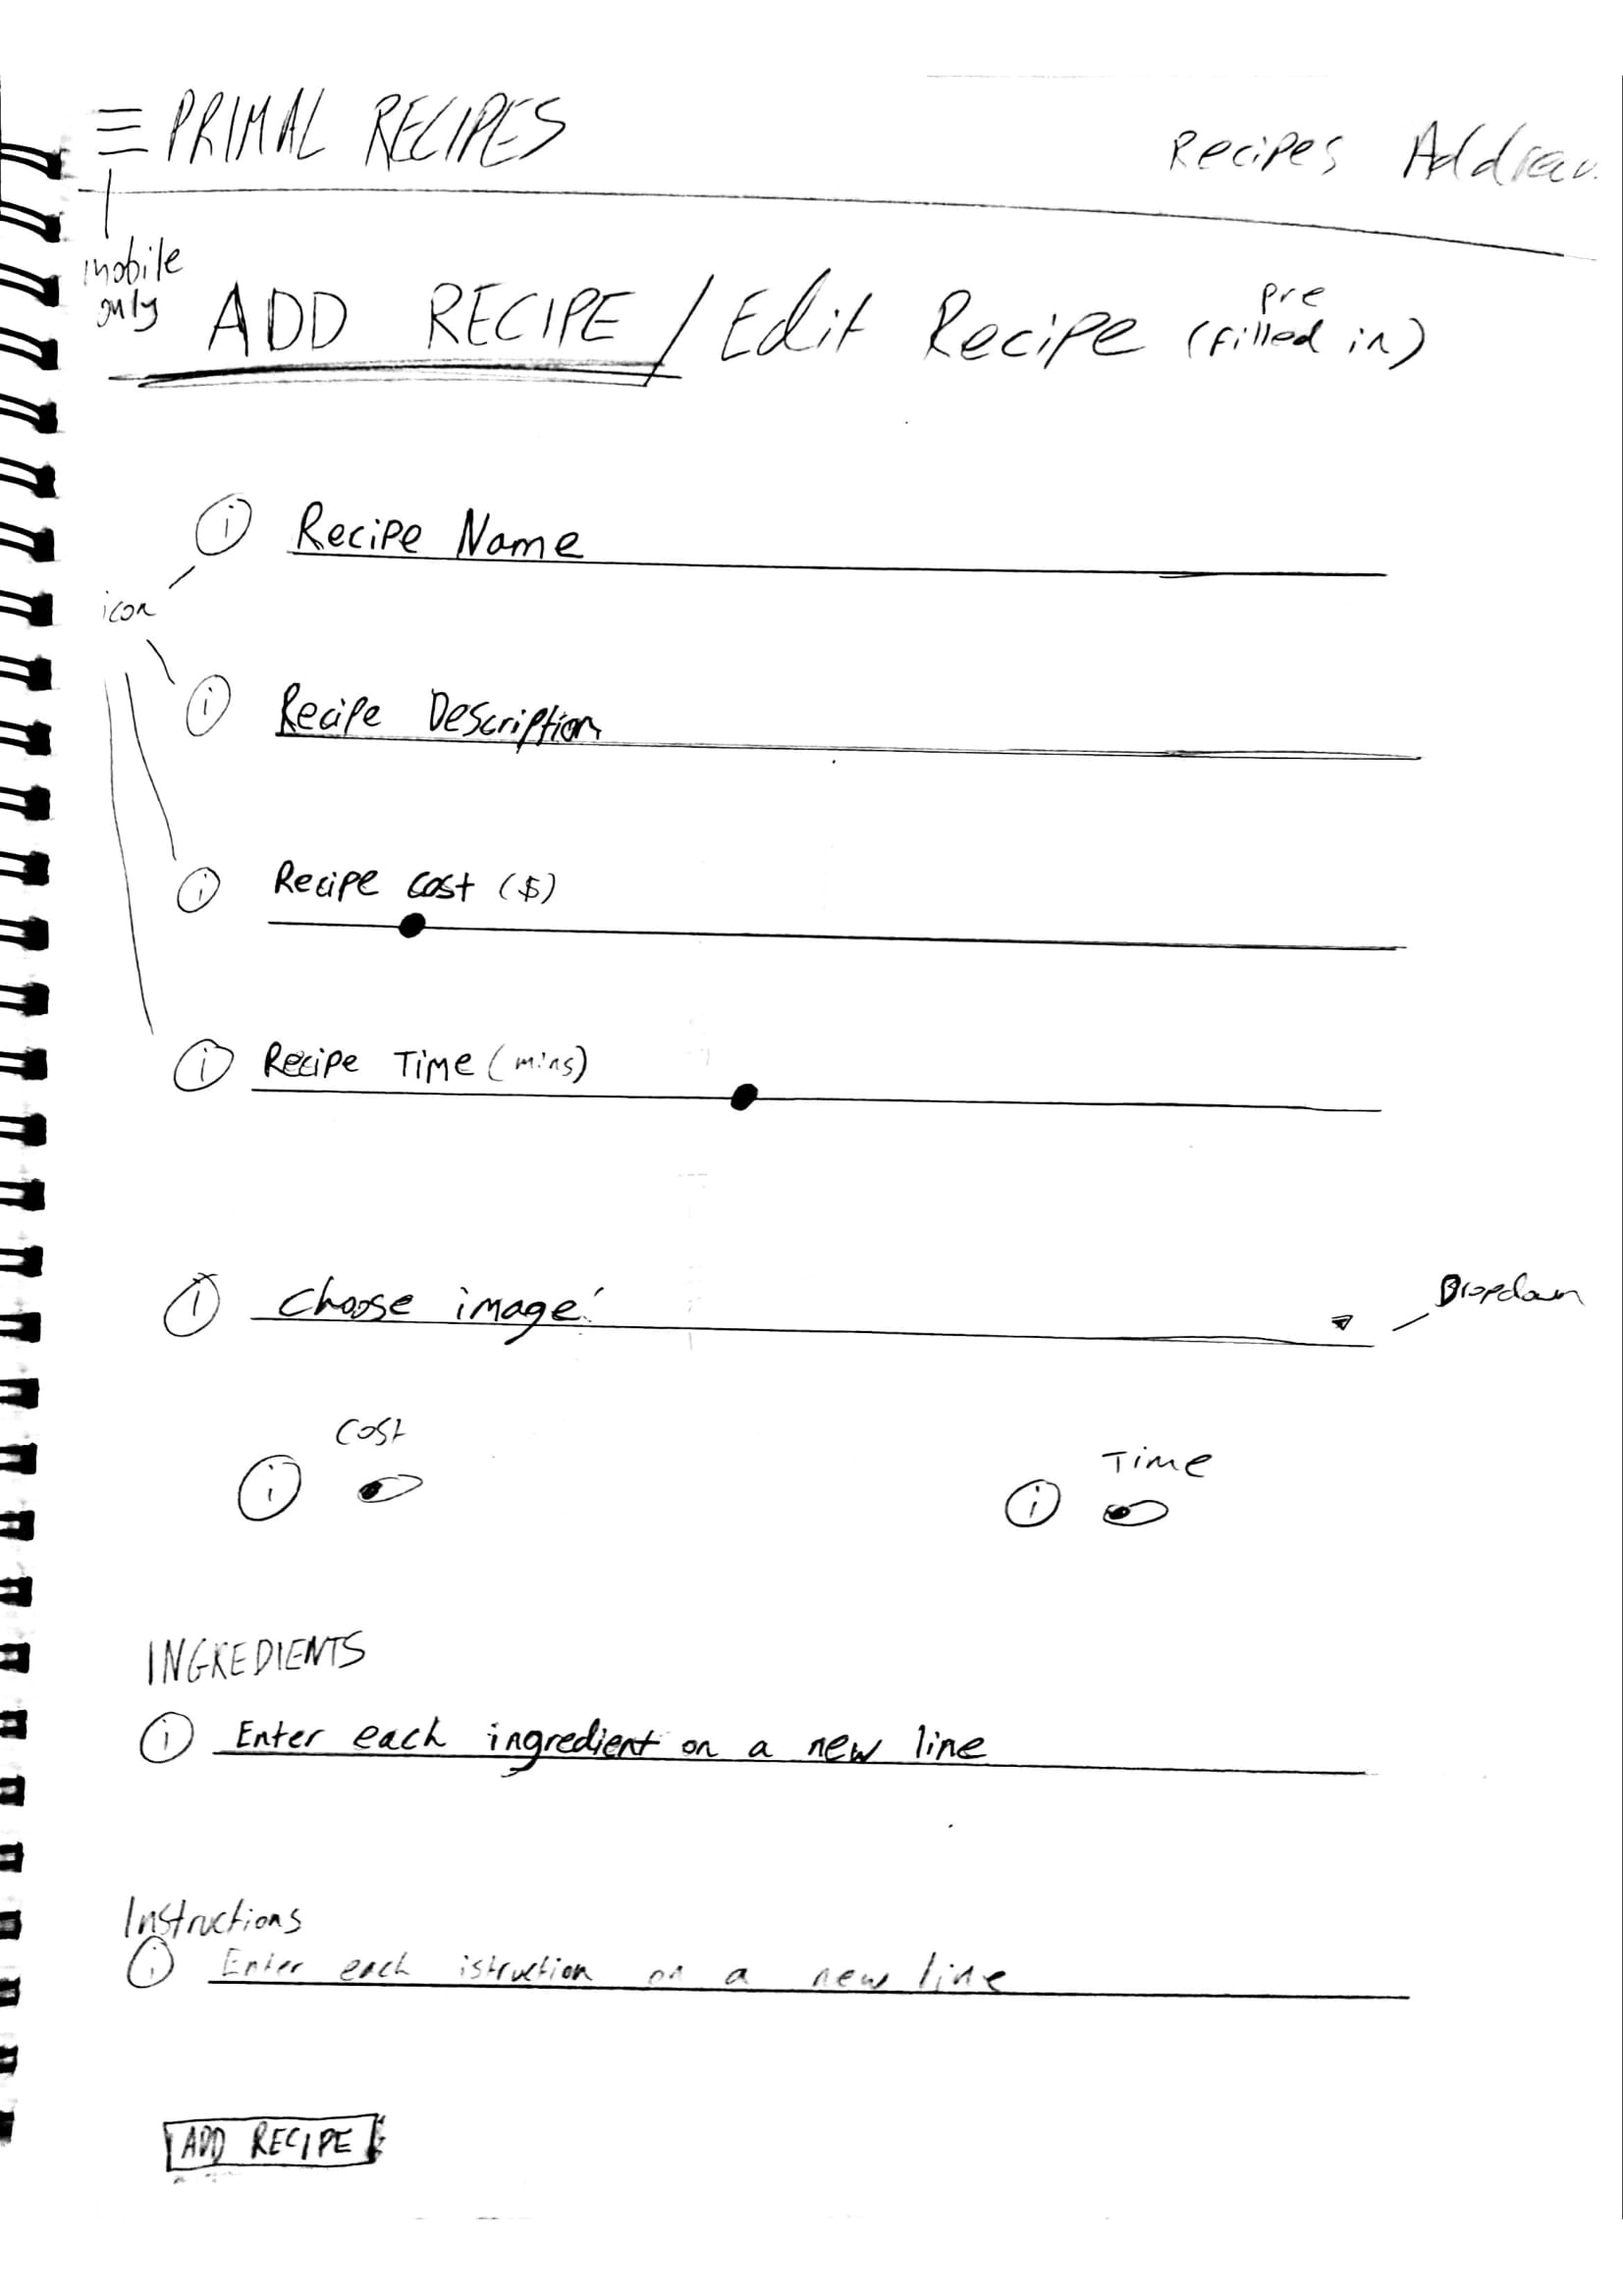 PRIMAL RECIPES
Recipes
mobile
only
ADD RECIPE / Edit Recipe (pre filled in)
i Recipe Name
icon
i Recipe Description
i Recipe cost ($)
i Recipe Time (mins)
i Choose image:
Dropdown
Cost
i
Time
i
INGREDIENTS
i Enter each ingredient on a new line
Instructions
i Enter each istruction on a new line
ADD RECIPE